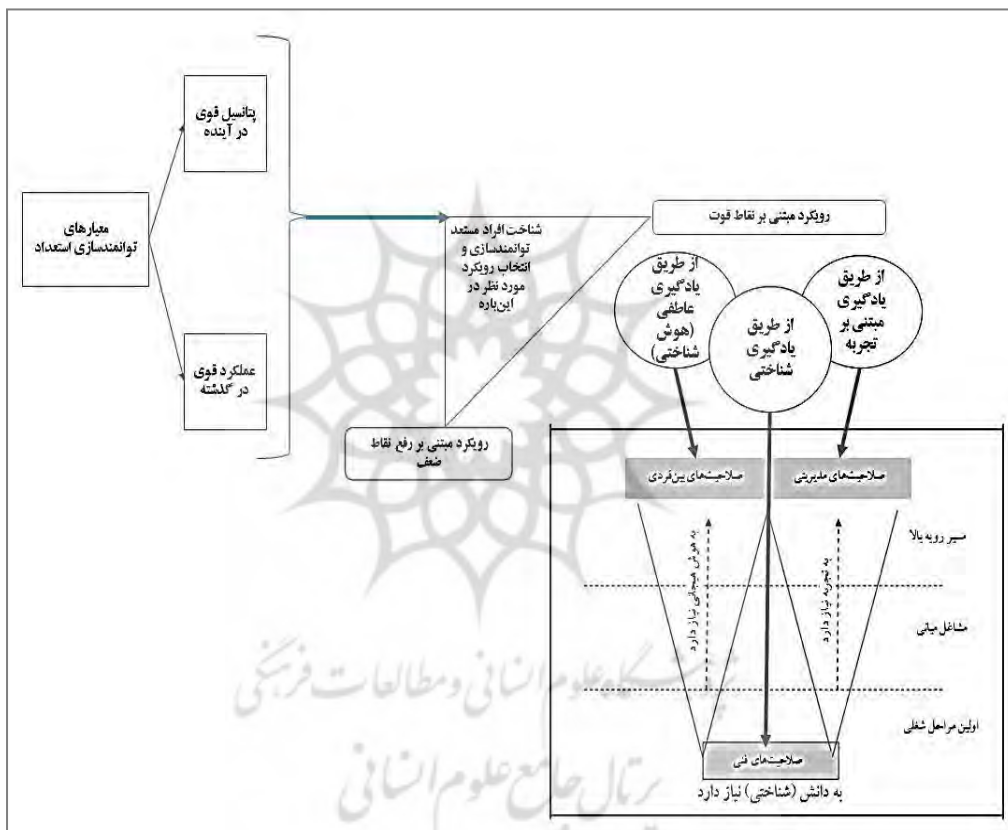 پتانسیل قوی
در آینده
معیارهای
توانمندسازی استعداد
عملکرد قوی
در گذشته
شناخت افراد مستعد
توانمندسازی و
انتخاب رویکرد
مورد نظر در
این‌باره
رویکرد مبتنی بر نقاط قوت
رویکرد مبتنی بر رفع نقاط
ضعف
از طریق
یادگیری
مبتنی بر
تجربه
از طریق
یادگیری
شناختی
از طریق
یادگیری
عاطفی
(هوش
شناختی)
صلاحیت‌های مدیریتی
صلاحیت‌های بین‌فردی
مسیر رو‌به بالا
مشاغل میانی
اولین مراحل شغلی
به تجربه نیاز دارد
به هوش هیجانی نیاز دارد
صلاحیت‌های فنی
به دانش (شناختی) نیاز دارد
پژوهشگاه علوم انسانی و مطالعات فرهنگی
پرتال جامع علوم انسانی